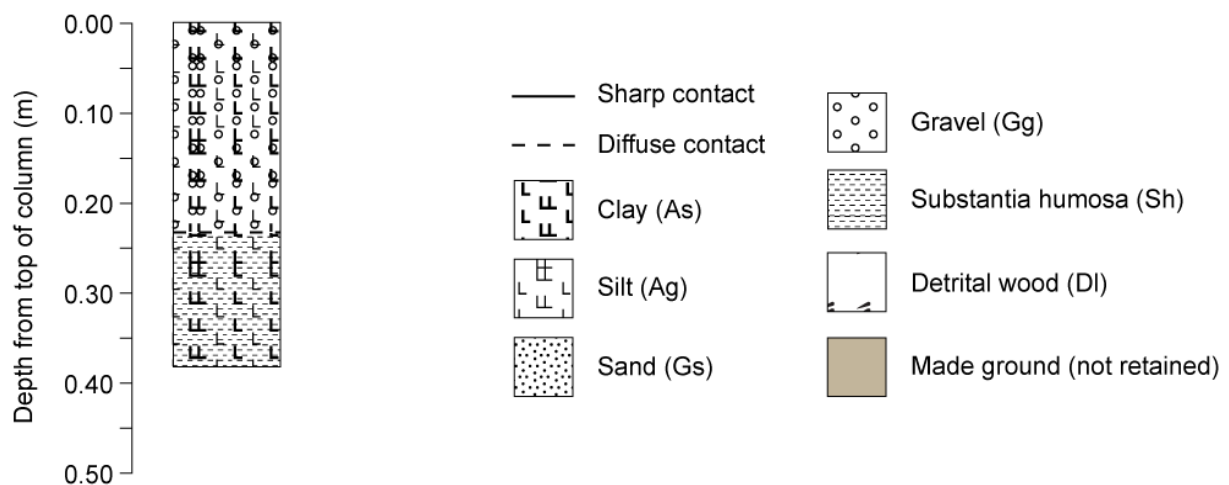 Depth from top of column (m)
0.00
0.10
0.20
0.30
0.40
0.50
Sharp contact
Diffuse contact
Clay (As)
Silt (Ag)
Sand (Gs)
Gravel (Gg)
Substantia humosa (Sh)
Detrital wood (Dl)
Made ground (not retained)